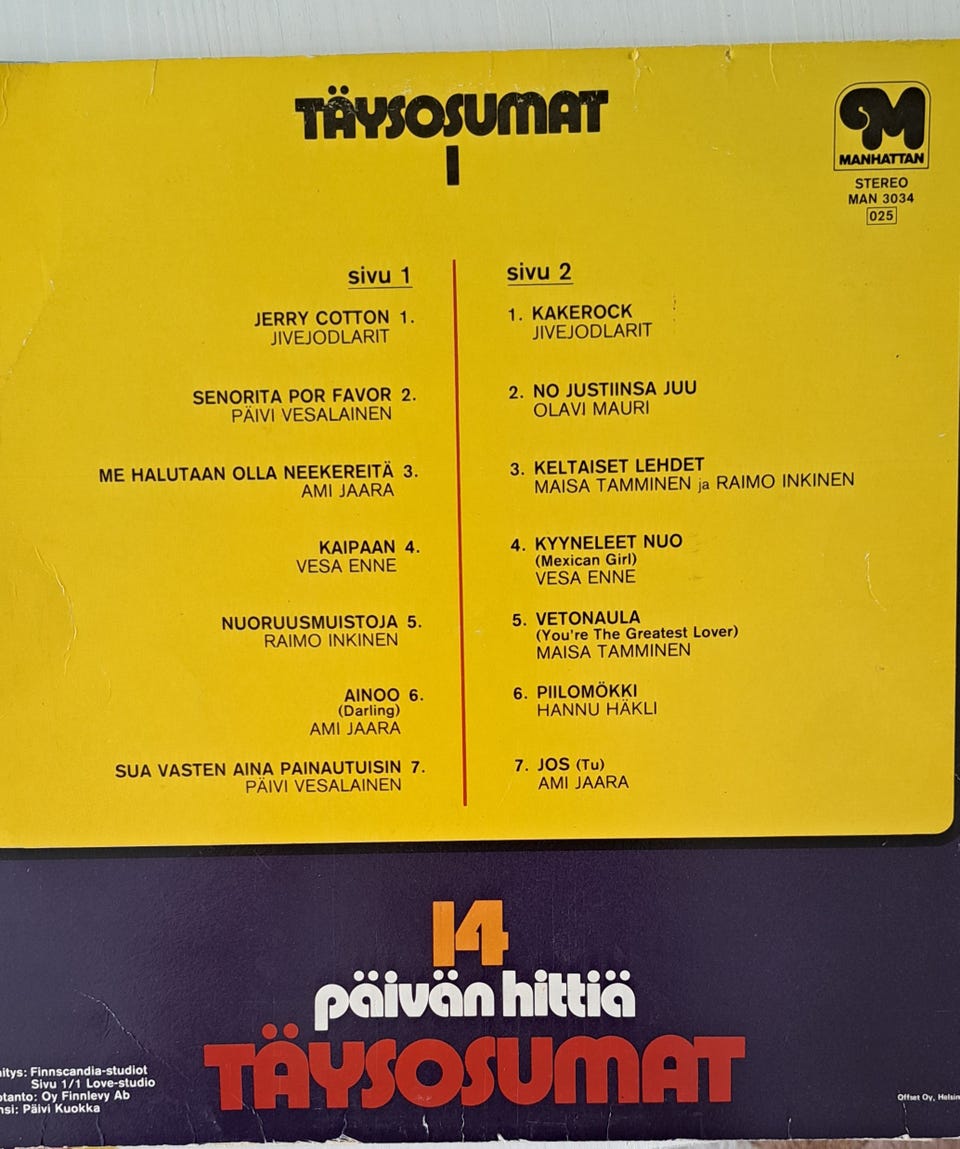 TÄYSOSUMAT
1
MANHATTAN
STEREO
MAN 3034
025
sivu 1
JERRY COTTON 1.
JIVEJODLARIT
SENORITA POR FAVOR 2.
PÄIVI VESALAINEN
ME HALUTAAN OLLA NEEKEREITÄ 3.
AMI JAARA
KAIPAAN 4.
VESA ENNE
NUORUUSMUISTOJA 5.
RAIMO INKINEN
AINOO 6.
(Darling)
AMI JAARA
SUA VASTEN AINA PAINAUTUISIN 7.
PÄIVI VESALAINEN
sivu 2
1. KAKEROCK
JIVEJODLARIT
2. NO JUSTIINSA JUU
OLAVI MAURI
3. KELTAISET LEHDET
MAISA TAMMINEN ja RAIMO INKINEN
4. KYYNELEET NUO
(Mexican Girl)
VESA ENNE
5. VETONAULA
(You're The Greatest Lover)
MAISA TAMMINEN
6. PIILOMÖKKI
HANNU HÄKLI
7. JOS (Tu)
AMI JAARA
14
päivän hittiä
TÄYSOSUMAT
Finnscandia-studiot
Sivu 1/1 Love-studio
Oy Finnlevy Ab
Päivi Kuokka
Offset Oy,